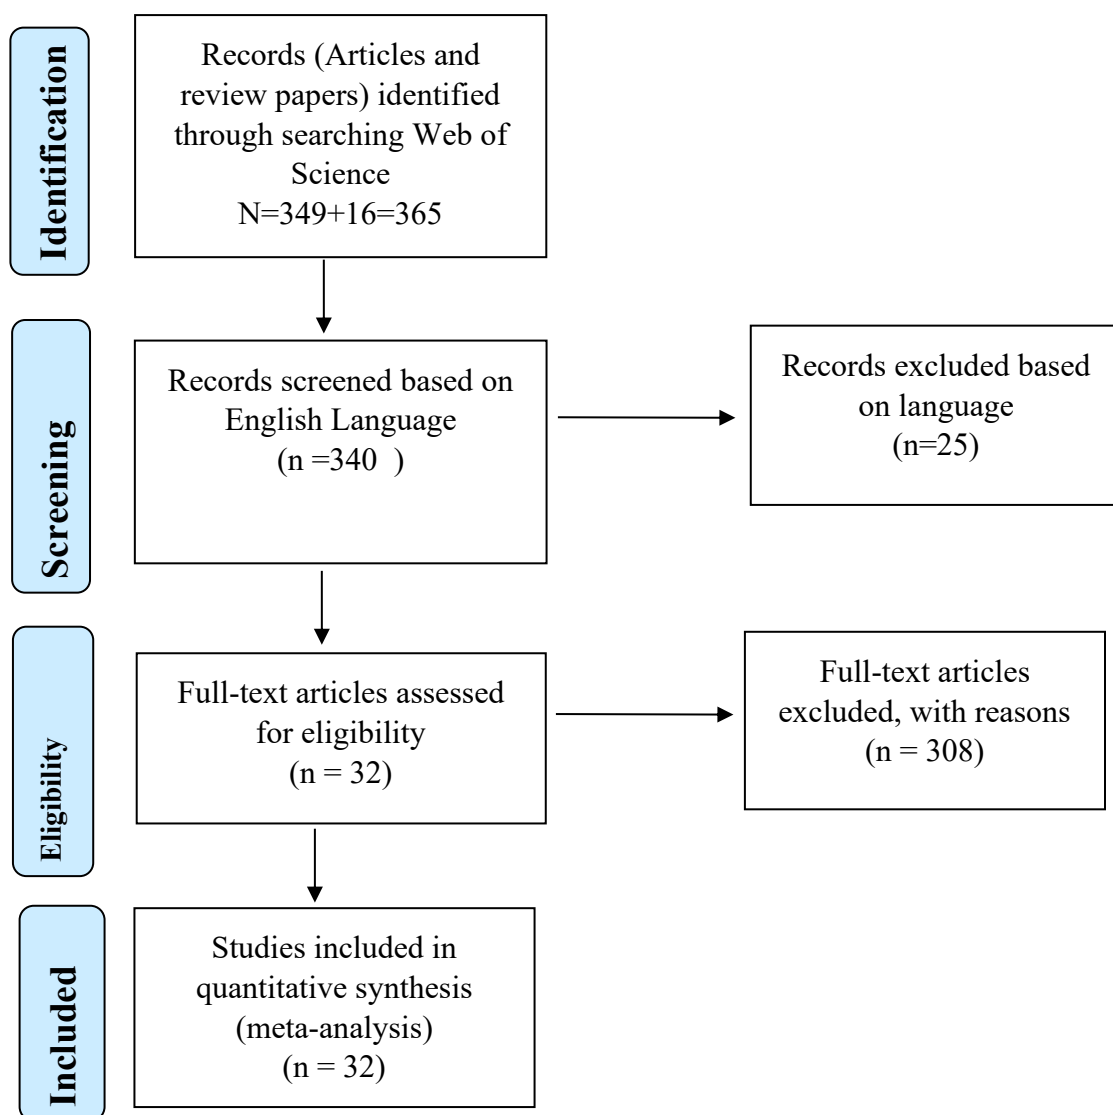 Identification
Records (Articles and
review papers) identified
through searching Web of
Science
N=349+16=365
Screening
Records screened based on
English Language
(n =340  )
Records excluded based
on language
(n=25)
Eligibility
Full-text articles assessed
for eligibility
(n = 32)
Full-text articles
excluded, with reasons
(n = 308)
Included
Studies included in
quantitative synthesis
(meta-analysis)
(n = 32)